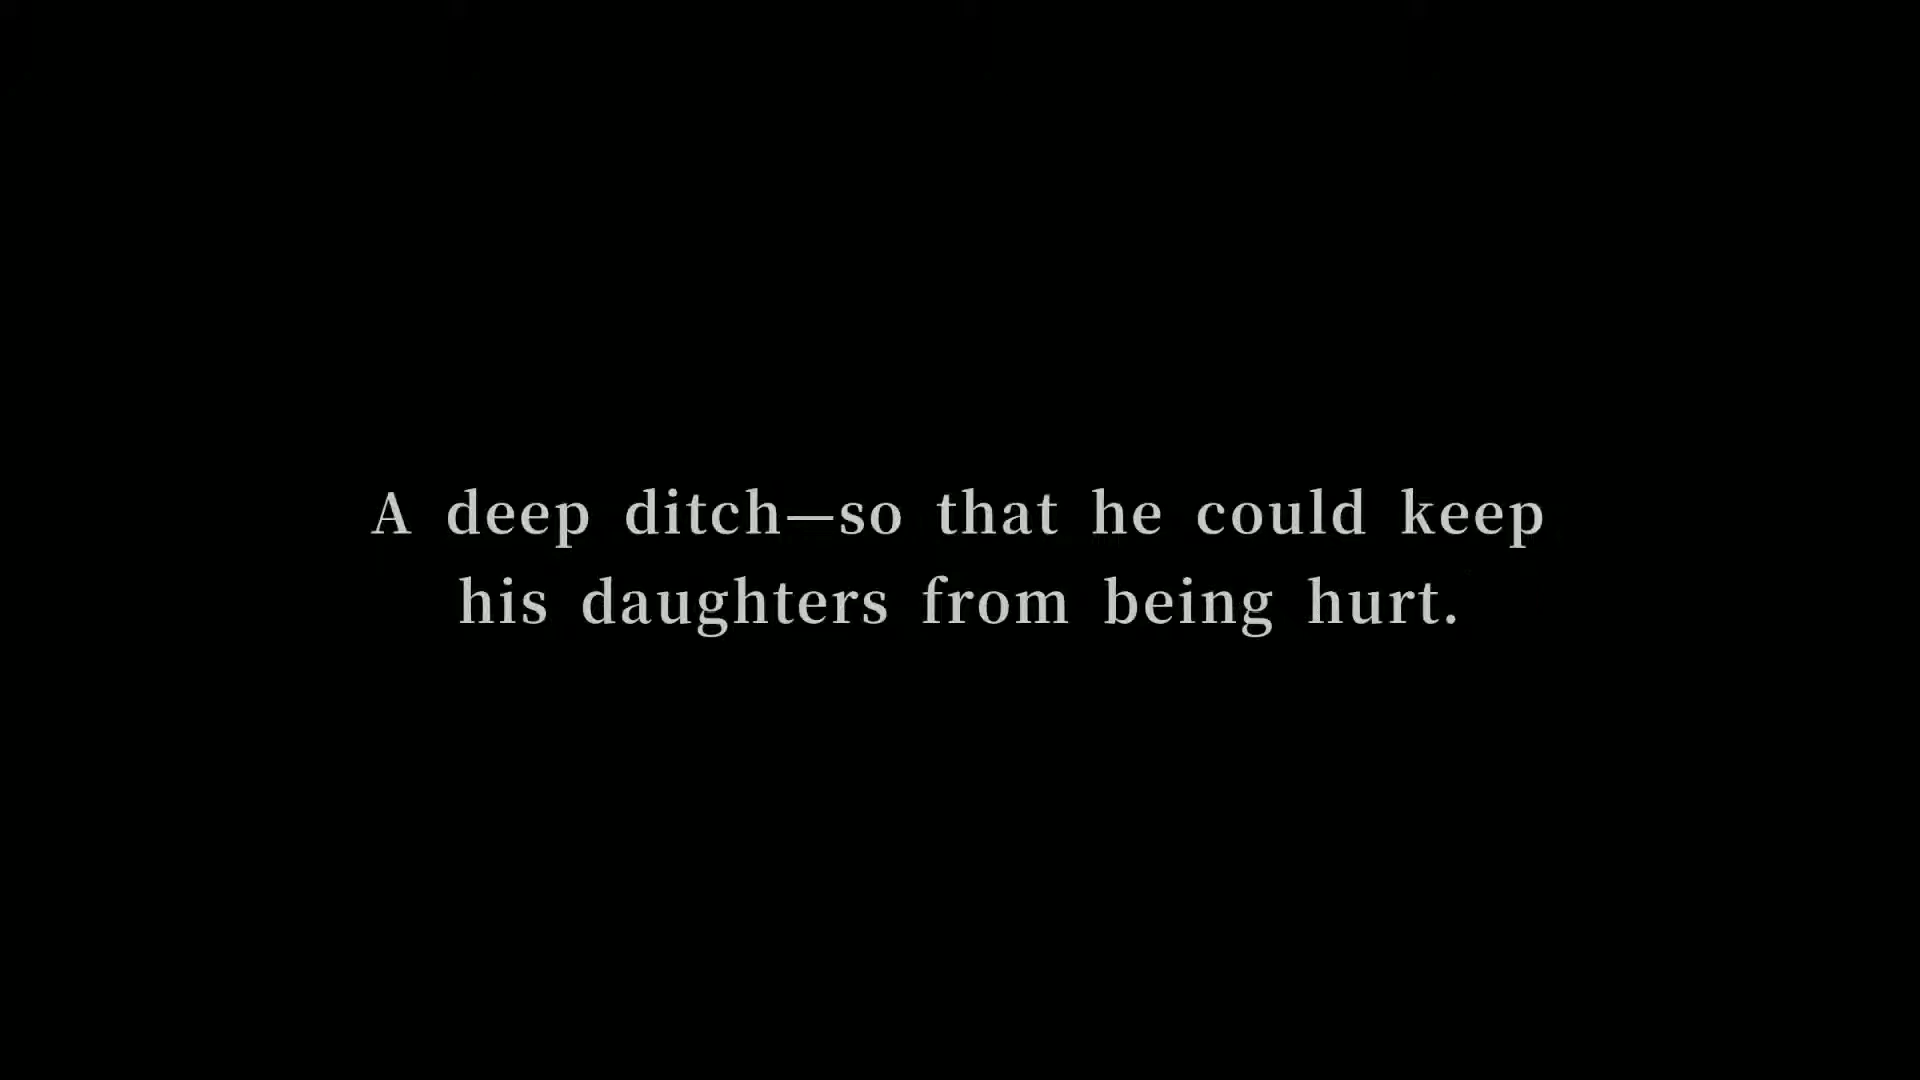 A deep ditch—so that he could keep
his daughters from being hurt.